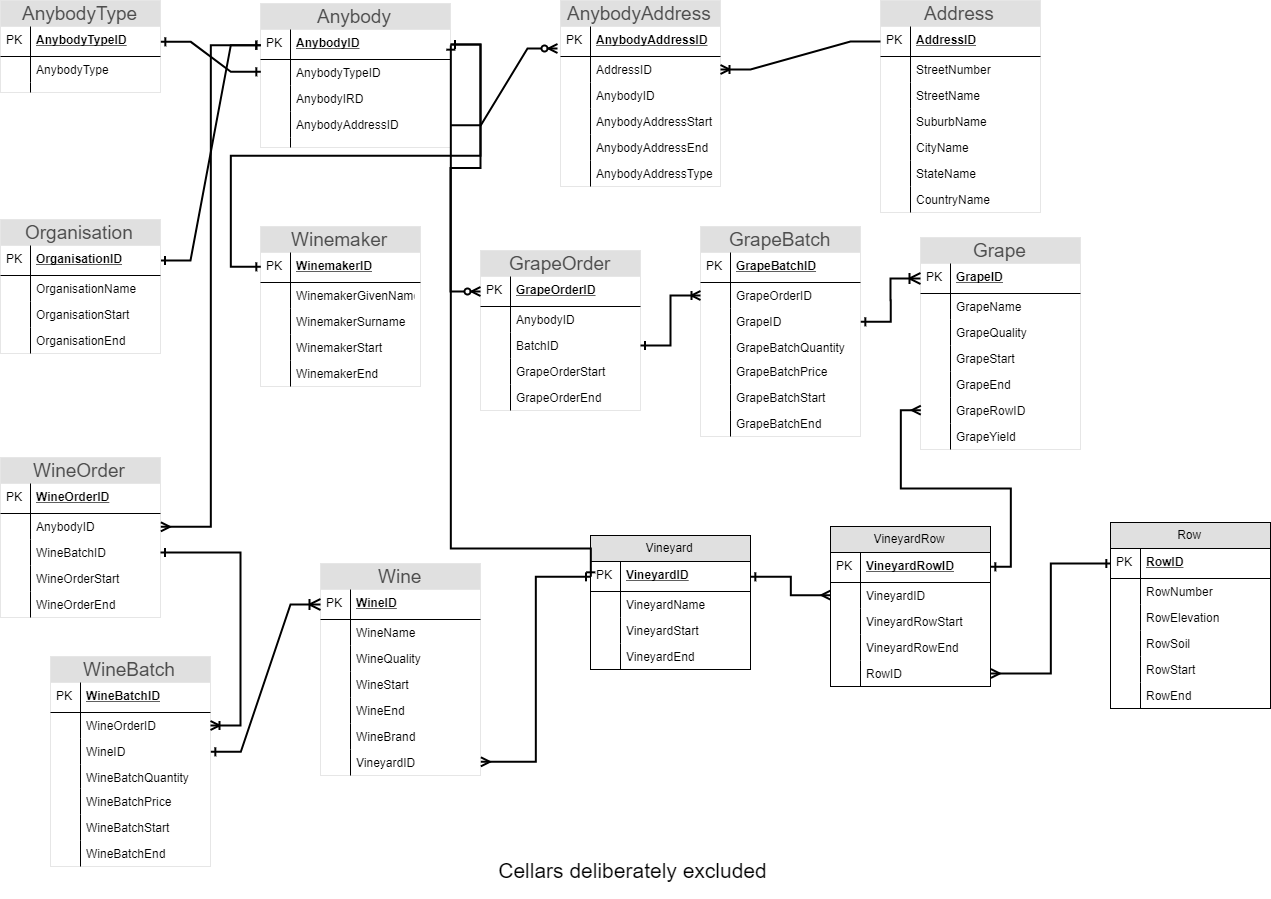 AnybodyType
PK AnybodyTypeID
AnybodyType
Anybody
PK AnybodyID
AnybodyTypeID
AnybodyIRD
AnybodyAddressID
AnybodyAddress
PK AnybodyAddressID
AddressID
AnybodyID
AnybodyAddressStart
AnybodyAddressEnd
AnybodyAddressType
Address
PK AddressID
StreetNumber
StreetName
SuburbName
CityName
StateName
CountryName
Organisation
PK OrganisationID
OrganisationName
OrganisationStart
OrganisationEnd
Winemaker
PK WinemakerID
WinemakerGivenNam
WinemakerSurname
WinemakerStart
WinemakerEnd
GrapeOrder
PK GrapeOrderID
AnybodyID
BatchID
GrapeOrderStart
GrapeOrderEnd
GrapeBatch
PK GrapeBatchID
GrapeOrderID
GrapeID
GrapeBatchQuantity
GrapeBatchPrice
GrapeBatchStart
GrapeBatchEnd
Grape
PK GrapeID
GrapeName
GrapeQuality
GrapeStart
GrapeEnd
GrapeRowID
GrapeYield
WineOrder
PK WineOrderID
AnybodyID
WineBatchID
WineOrderStart
WineOrderEnd
Wine
PK WineID
WineName
WineQuality
WineStart
WineEnd
WineBrand
VineyardID
Vineyard
PK VineyardID
VineyardName
VineyardStart
VineyardEnd
VineyardRow
PK VineyardRowID
VineyardID
VineyardRowStart
VineyardRowEnd
RowID
Row
PK RowID
RowNumber
RowElevation
RowSoil
RowStart
RowEnd
WineBatch
PK WineBatchID
WineOrderID
WineID
WineBatchQuantity
WineBatchPrice
WineBatchStart
WineBatchEnd
Cellars deliberately excluded